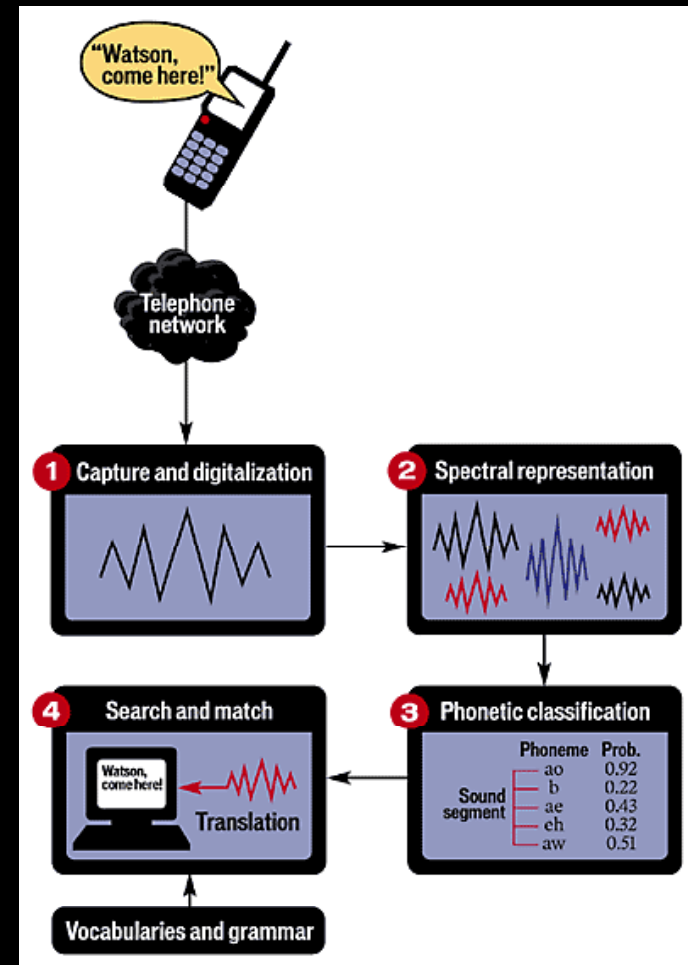 “Watson,
come here!”
Telephone
network
1 Capture and digitalization
2 Spectral representation
3 Phonetic classification
Phoneme Prob.
Sound
segment
ao 0.92
b 0.22
ae 0.43
eh 0.32
aw 0.51
4 Search and match
Watson,
come here!
Translation
Vocabularies and grammar